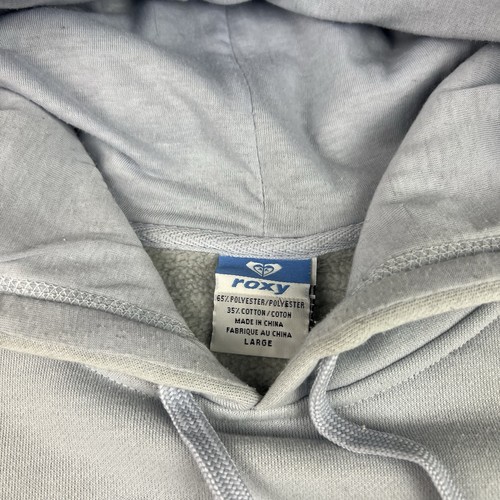 roxy
65% POLYESTER/POLYESTER
35% COTTON/COTON
MADE IN CHINA
FABRIQUE AU CHINA
LARGE